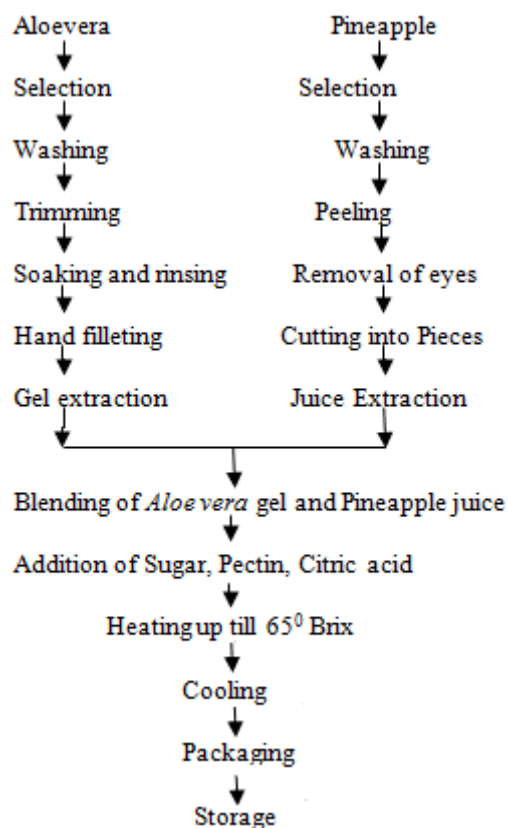 Aloevera
Pineapple
Selection
Selection
Washing
Washing
Trimming
Peeling
Soaking and rinsing
Removal of eyes
Hand filleting
Cutting into Pieces
Gel extraction
Juice Extraction
Blending of Aloe vera gel and Pineapple juice
Addition of Sugar, Pectin, Citric acid
Heating up till 65⁰ Brix
Cooling
Packaging
Storage